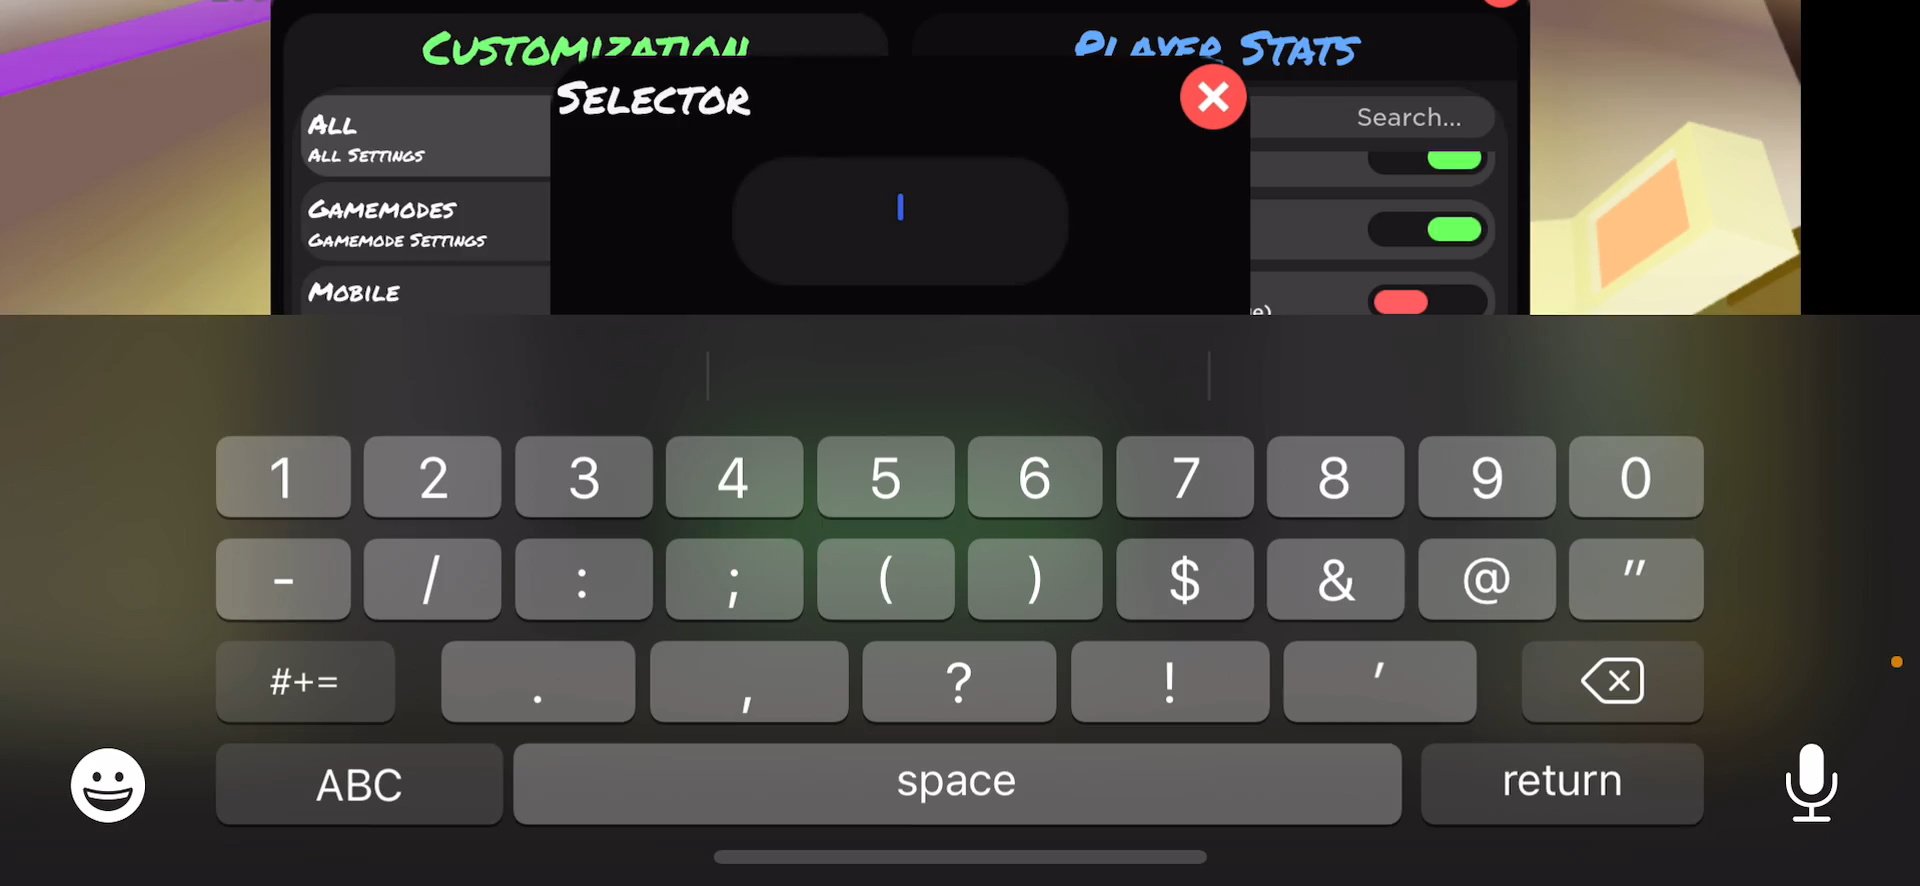 CUSTOMIZATION
PLAYER STATS
SELECTOR
ALL
ALL SETTINGS
Search...
GAMEMODES
GAMEMODE SETTINGS
MOBILE
e)
1 2 3 4 5 6 7 8 9 0
- / : ; ( ) $ & @ "
#+= . , ? ! '
ABC space return